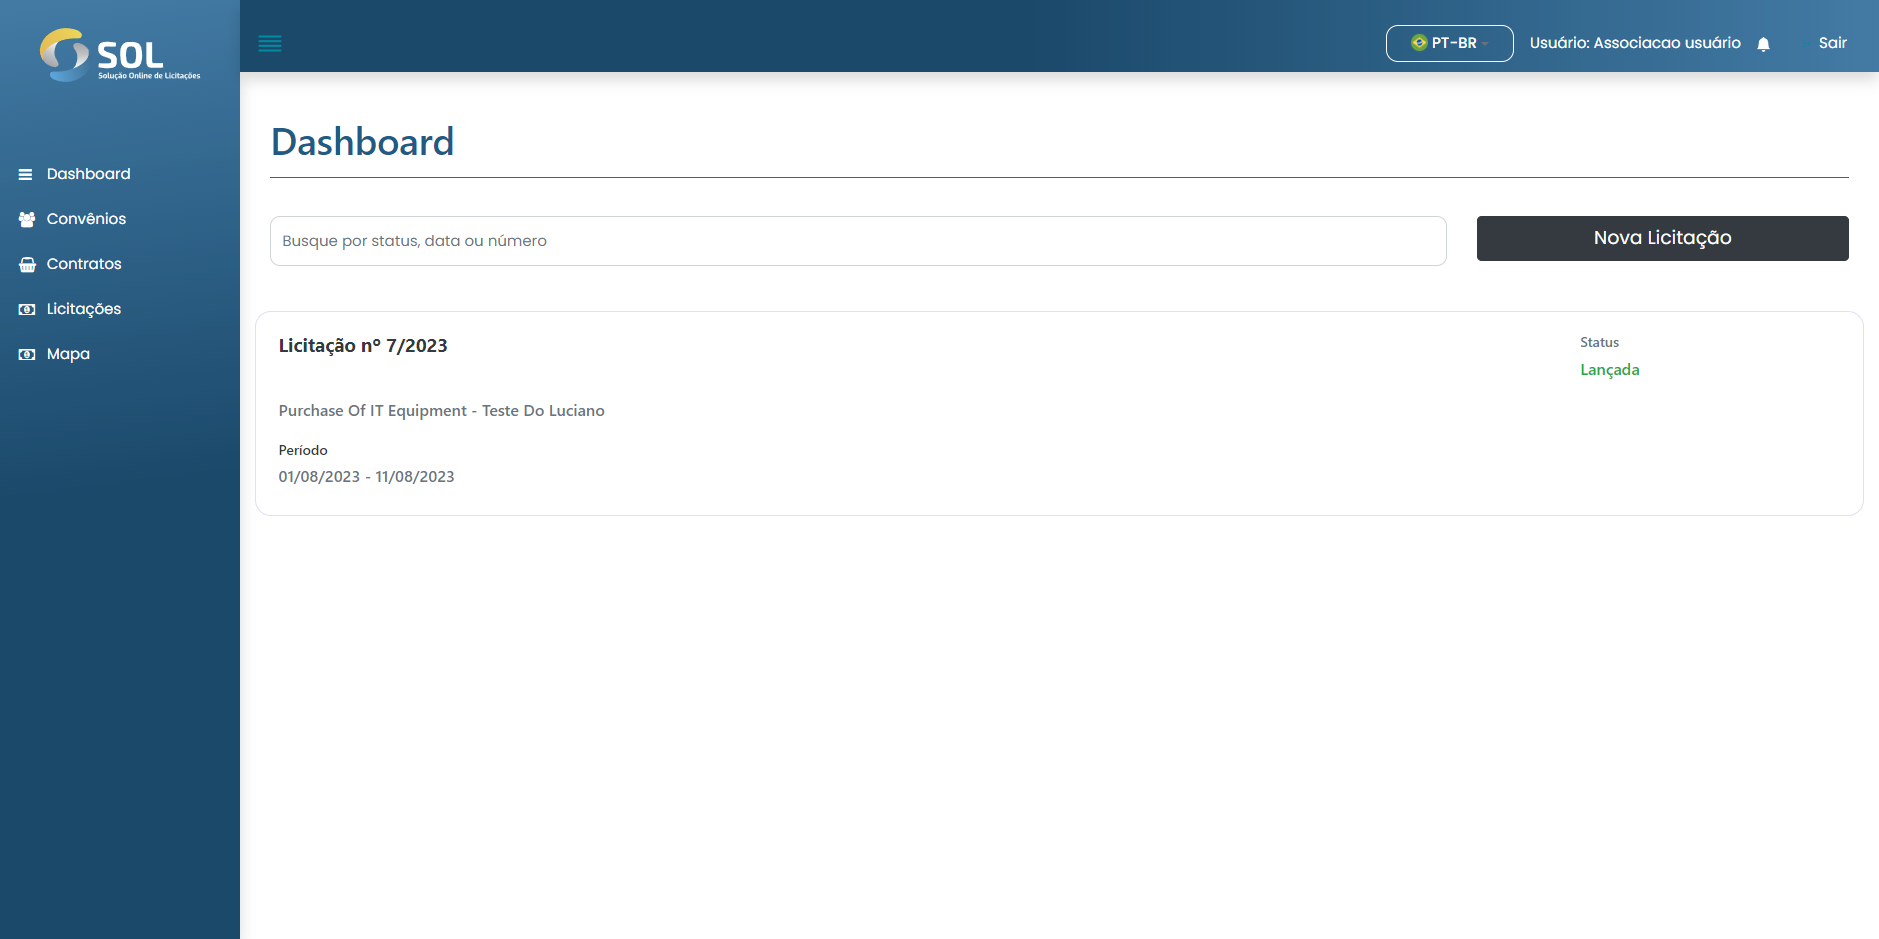 SOL
Solução Online de Licitações
PT-BR
Usuário: Associacao usuário
Sair
Dashboard
Convênios
Contratos
Licitações
Mapa
Dashboard
Busque por status, data ou número
Nova Licitação
Licitação nº 7/2023
Status
Lançada
Purchase Of IT Equipment - Teste Do Luciano
Período
01/08/2023 - 11/08/2023